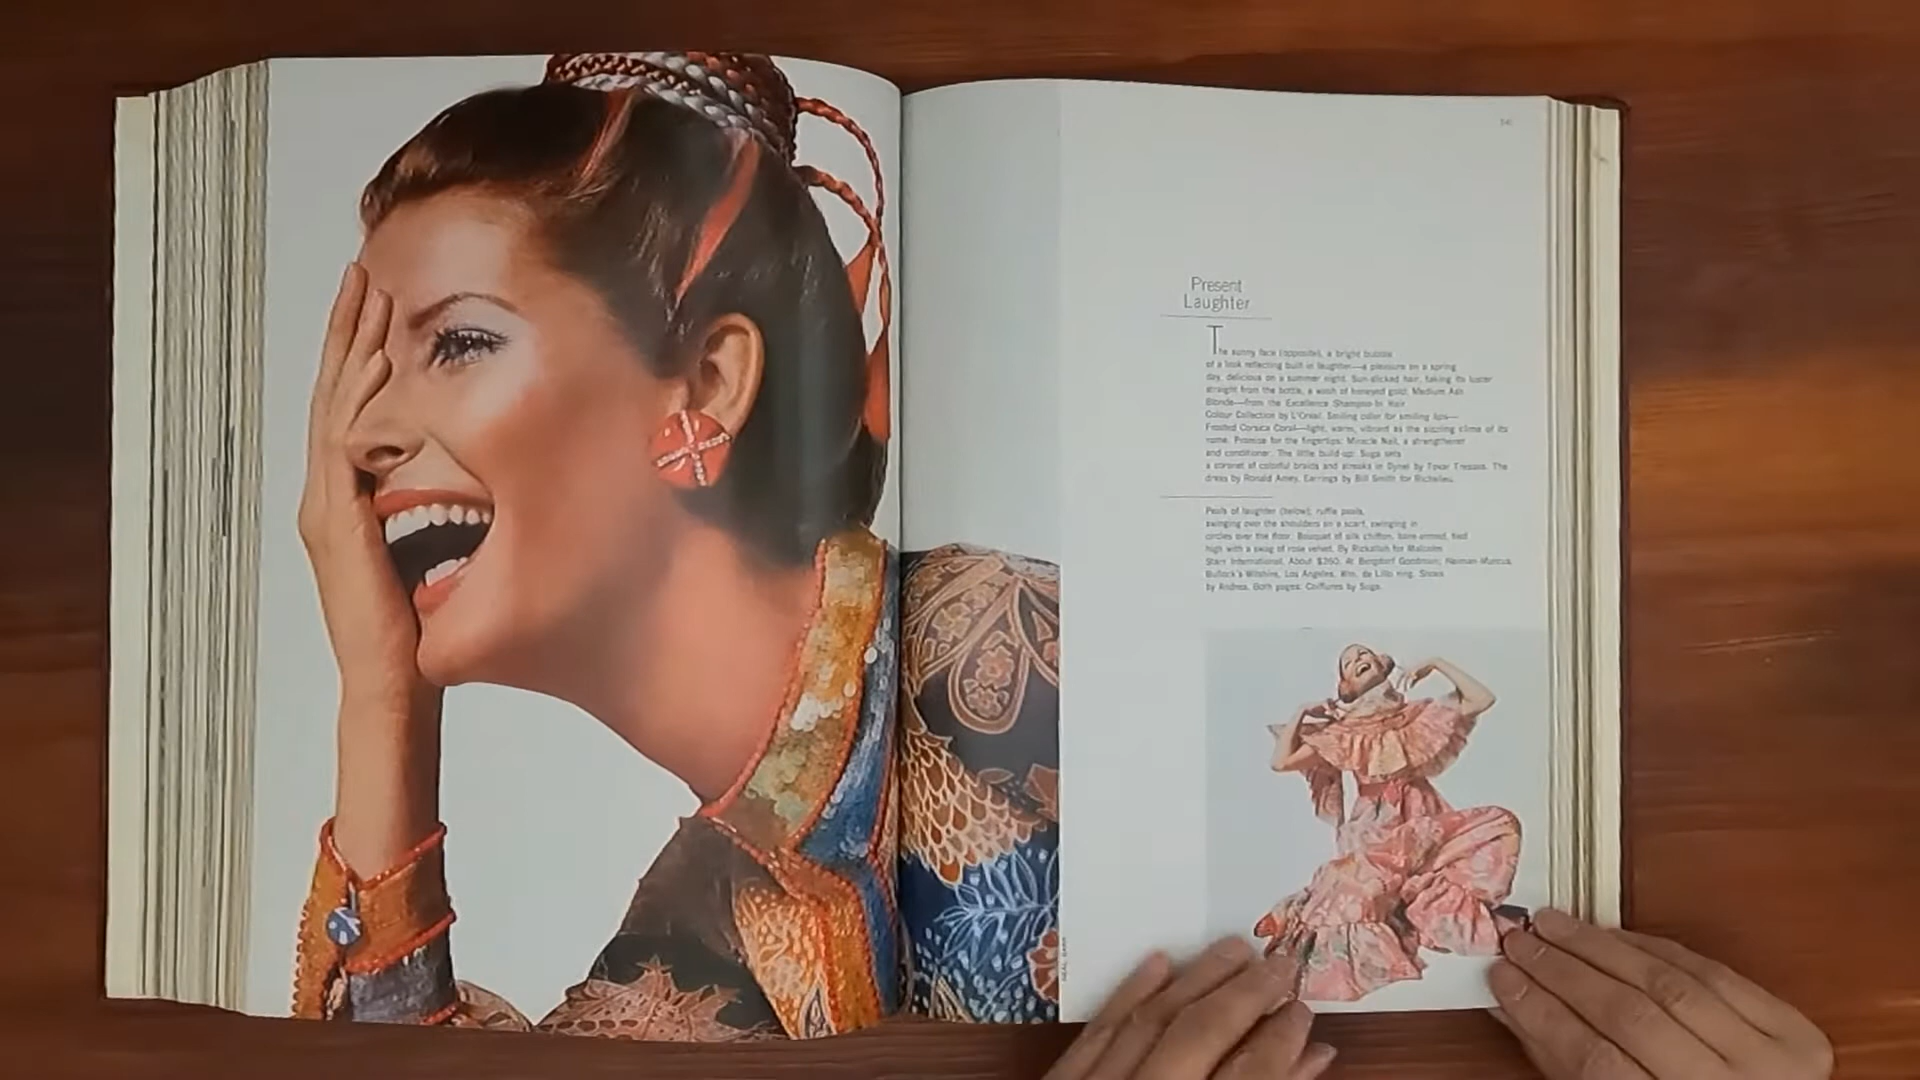 Present
Laughter
The sunny face (opposite), a bright bubble
of a look reflecting built in laughter—a pleasure on a spring
day, delicious on a summer night. Sun-slicked hair, taking its luster
straight from the bottle, a wash of honeyed gold: Medium Ash
Blonde—from the Excellence Shampoo-In Hair
Colour Collection by L'Oréal. Smiling color for smiling lips—
Frosted Corsica Coral—light, warm, vibrant as the sizzling clime of its
name. Promise for the fingertips: Miracle Nail, a strengthener
and conditioner. The little build-up: Suga sets
a coronet of colorful braids and streaks in Dynel by Tovar Tresses. The
dress by Ronald Amey. Earrings by Bill Smith for Richelieu.
Peals of laughter (below); ruffle peals,
swinging over the shoulders on a scarf, swinging in
circles over the floor. Bouquet of silk chiffon, bare-armed, tied
high with a swag of rose velvet. By Rickallah for Malcolm
Starr International. About $360. At Bergdorf Goodman; Neiman-Marcus;
Bullock's Wilshire, Los Angeles. Wm. de Lillo ring. Shoes
by Andrea. Both pages: Coiffures by Suga.
NEAL BARR